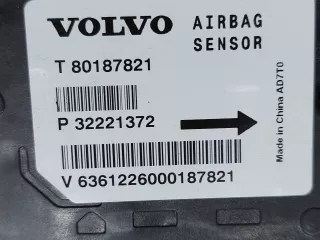 VOLVO AIRBAG
SENSOR
T 80187821
P 32221372
V 6361226000187821
Made in China AD7T0